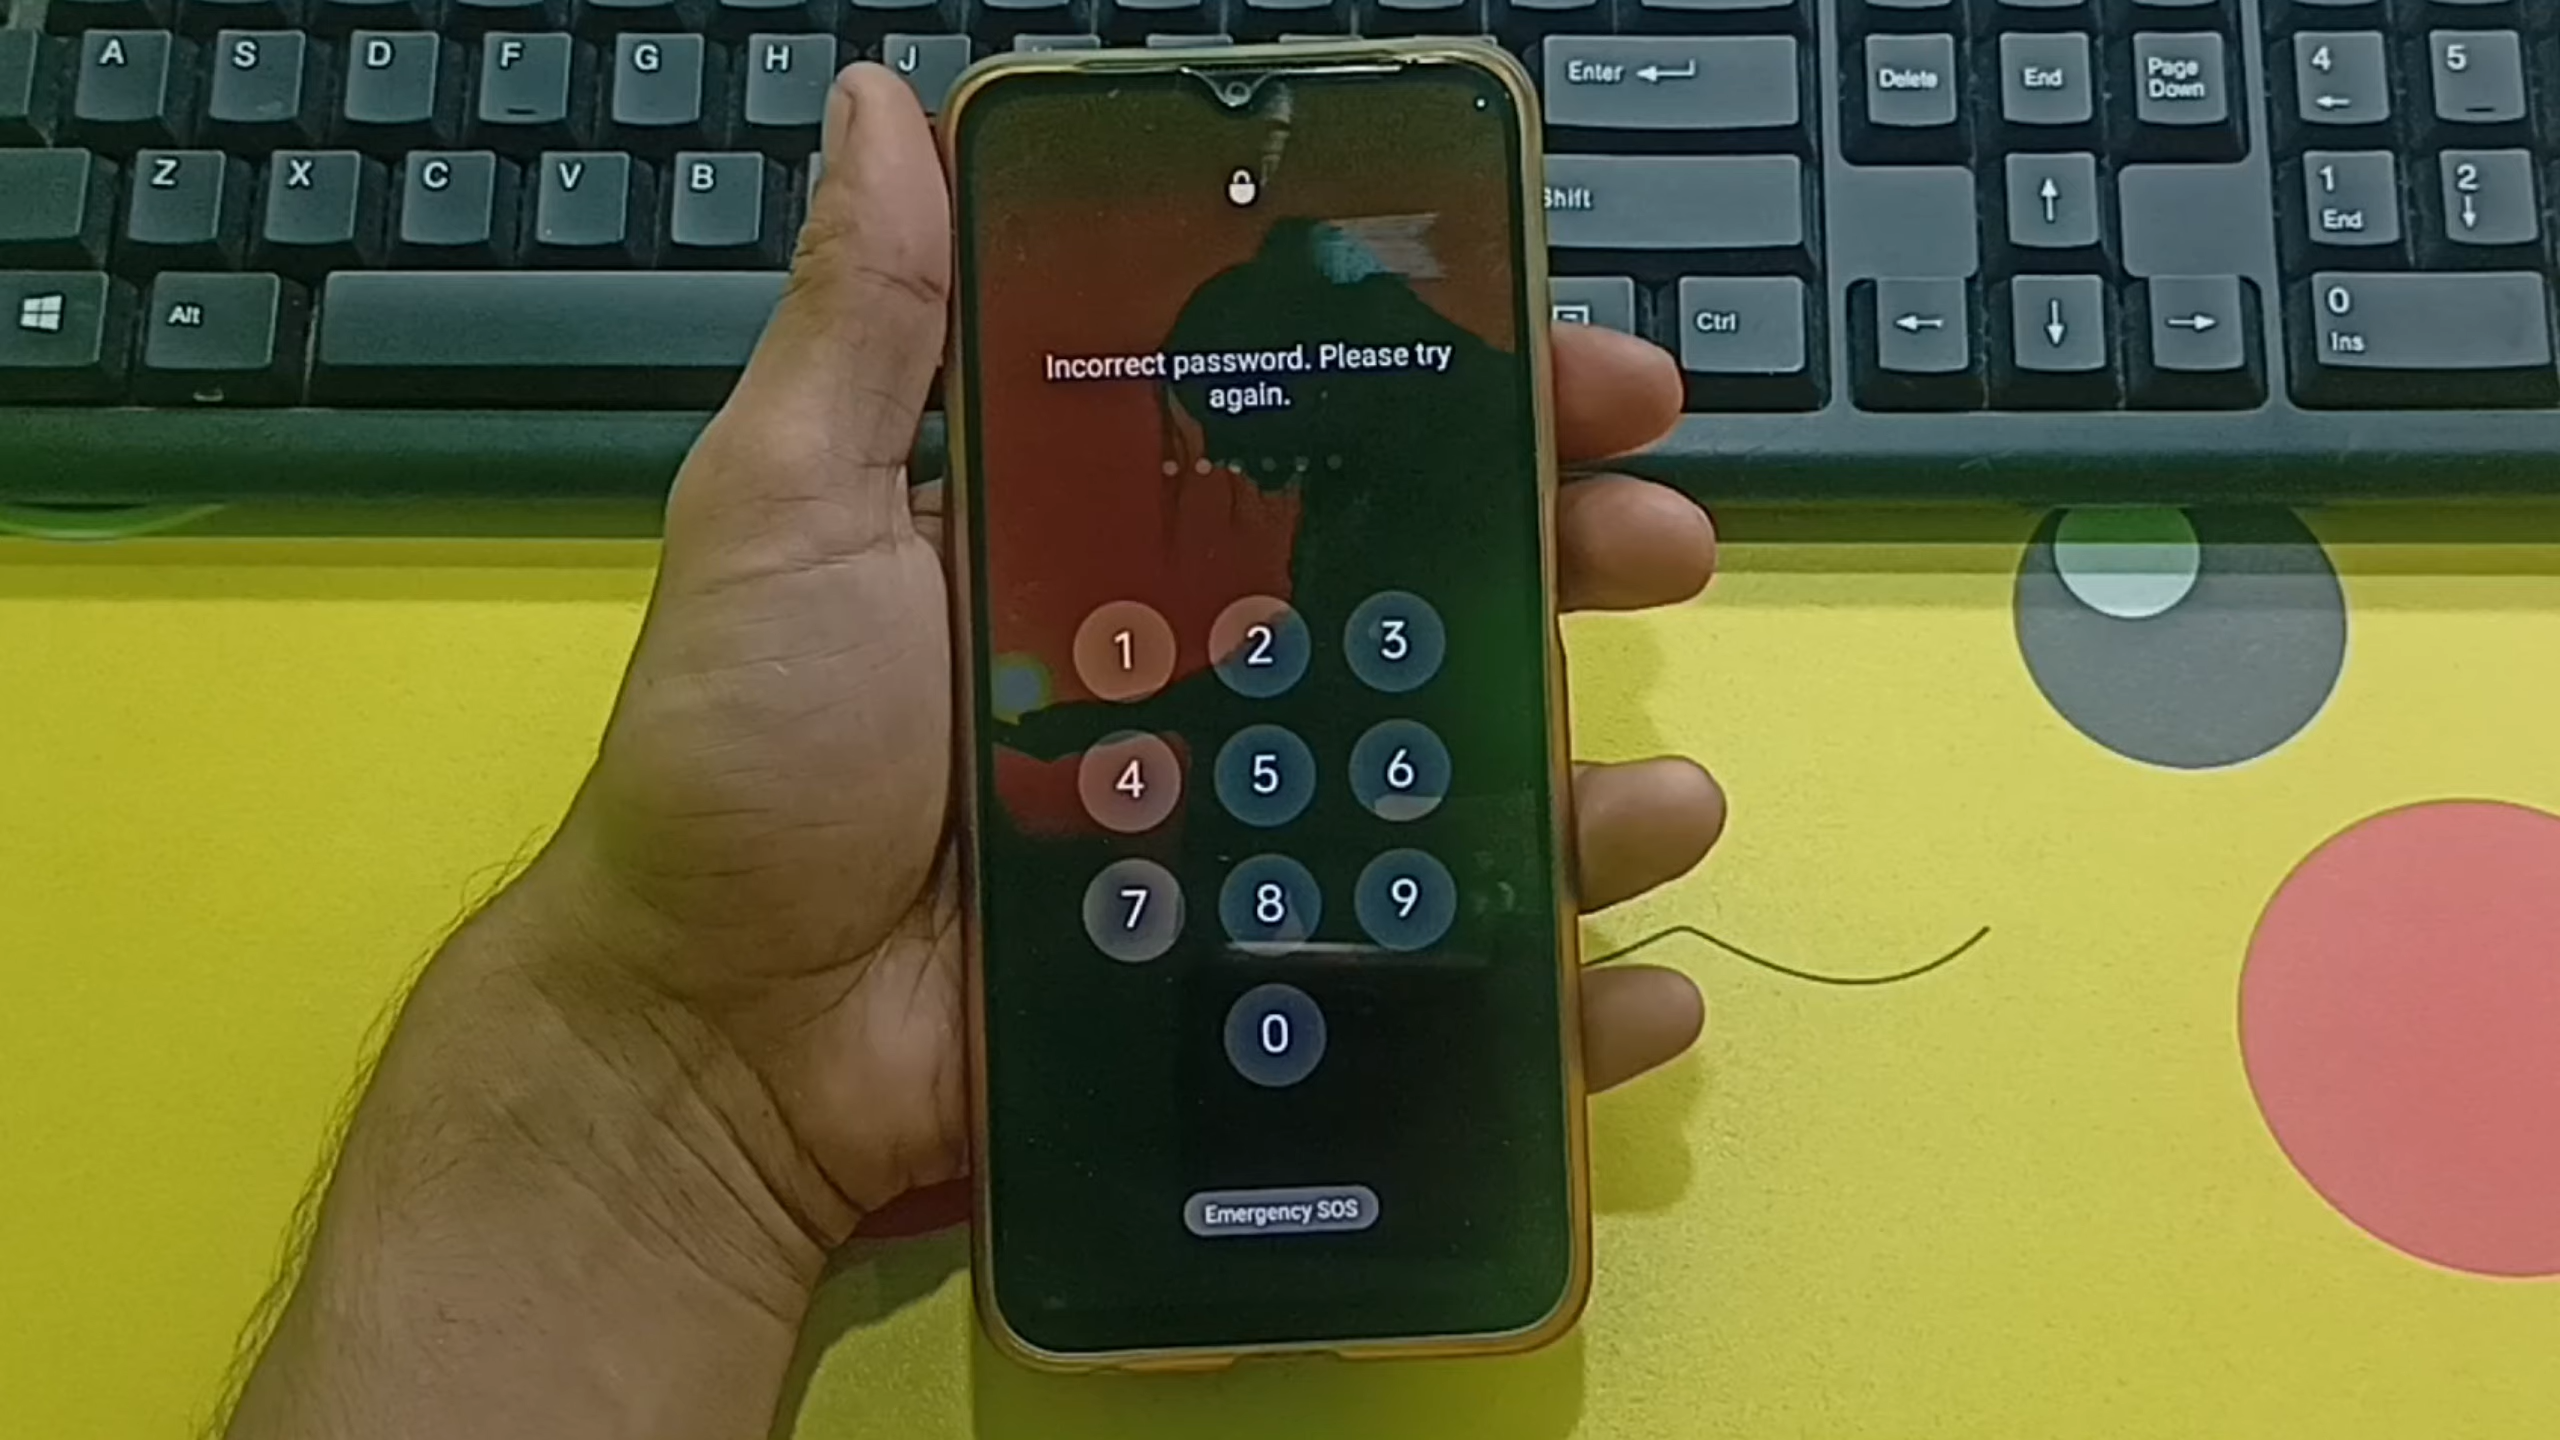 A S D F G H J
Enter
Delete
End
Page
Down
4
5
Z X C V B
Shift
1
End
2
Alt
Ctrl
0
Ins
Incorrect password. Please try
again.
1 2 3
4 5 6
7 8 9
0
Emergency SOS